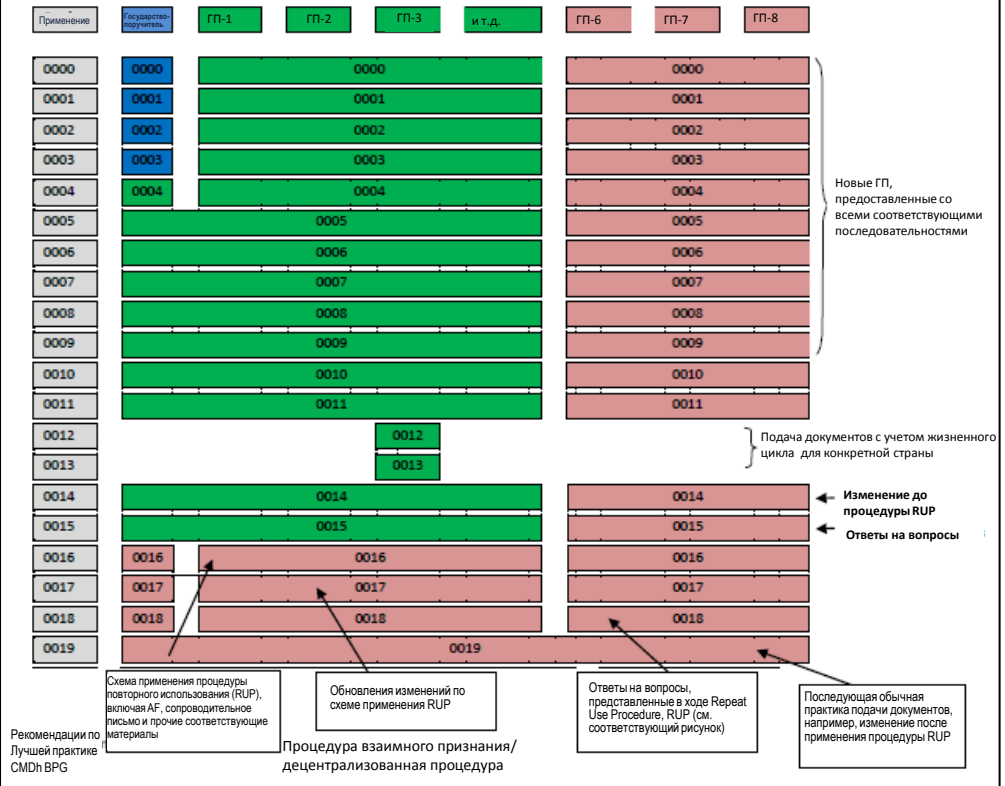 Применение Государство-поручитель ГП-1 ГП-2 ГП-3 и т.д. ГП-6 ГП-7 ГП-8
0000 0000 0000 0000
0001 0001 0001 0001
0002 0002 0002 0002
0003 0003 0003 0003
0004 0004 0004 0004
0005 0005 0005
0006 0006 0006
0007 0007 0007
0008 0008 0008
0009 0009 0009
Новые ГП,
предоставленные со
всеми соответствующими
последовательностями
0010 0010 0010
0011 0011 0011
0012 0012
0013 0013
Подача документов с учетом жизненного
цикла для конкретной страны
0014 0014 0014
Изменение до
процедуры RUP
0015 0015 0015
Ответы на вопросы
0016 0016 0016 0016
0017 0017 0017 0017
0018 0018 0018 0018
0019 0019
Схема применения процедуры
повторного использования (RUP),
включая AF, сопроводительное
письмо и прочие соответствующие
материалы
Обновления изменений по
схеме применения RUP
Ответы на вопросы,
представленные в ходе Repeat
Use Procedure, RUP (см.
соответствующий рисунок)
Последующая обычная
практика подачи документов,
например, изменение после
применения процедуры RUP
Рекомендации по
Лучшей практике
CMDh BPG
Процедура взаимного признания/
децентрализованная процедура